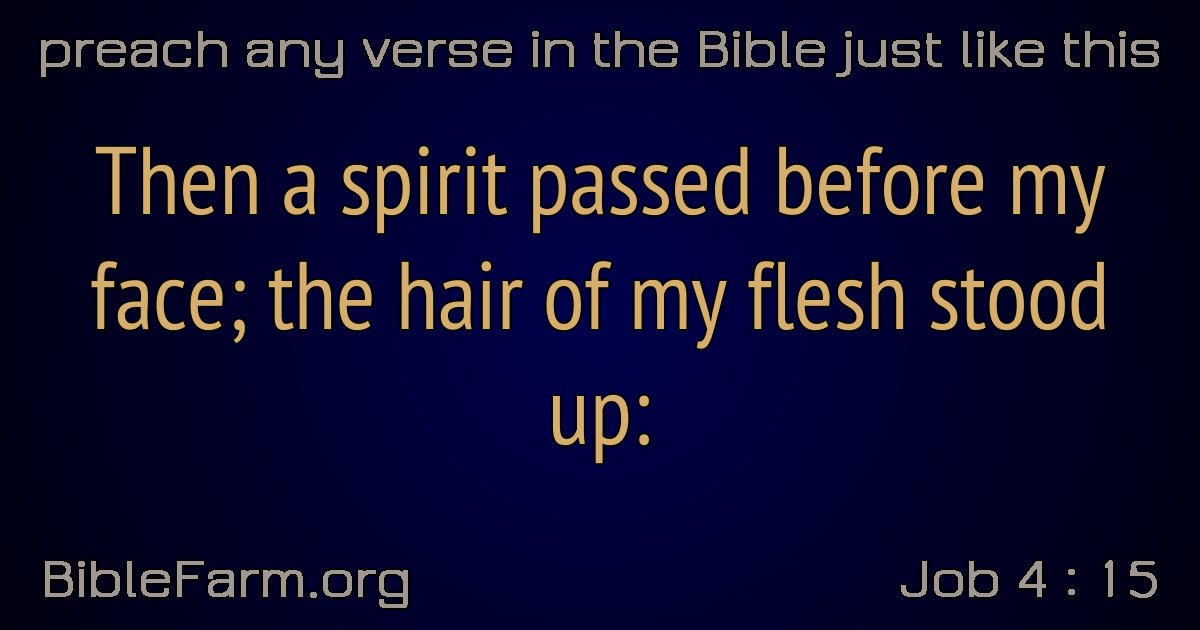 preach any verse in the Bible just like this
Then a spirit passed before my
face; the hair of my flesh stood
up:
BibleFarm.org
Job 4 : 15